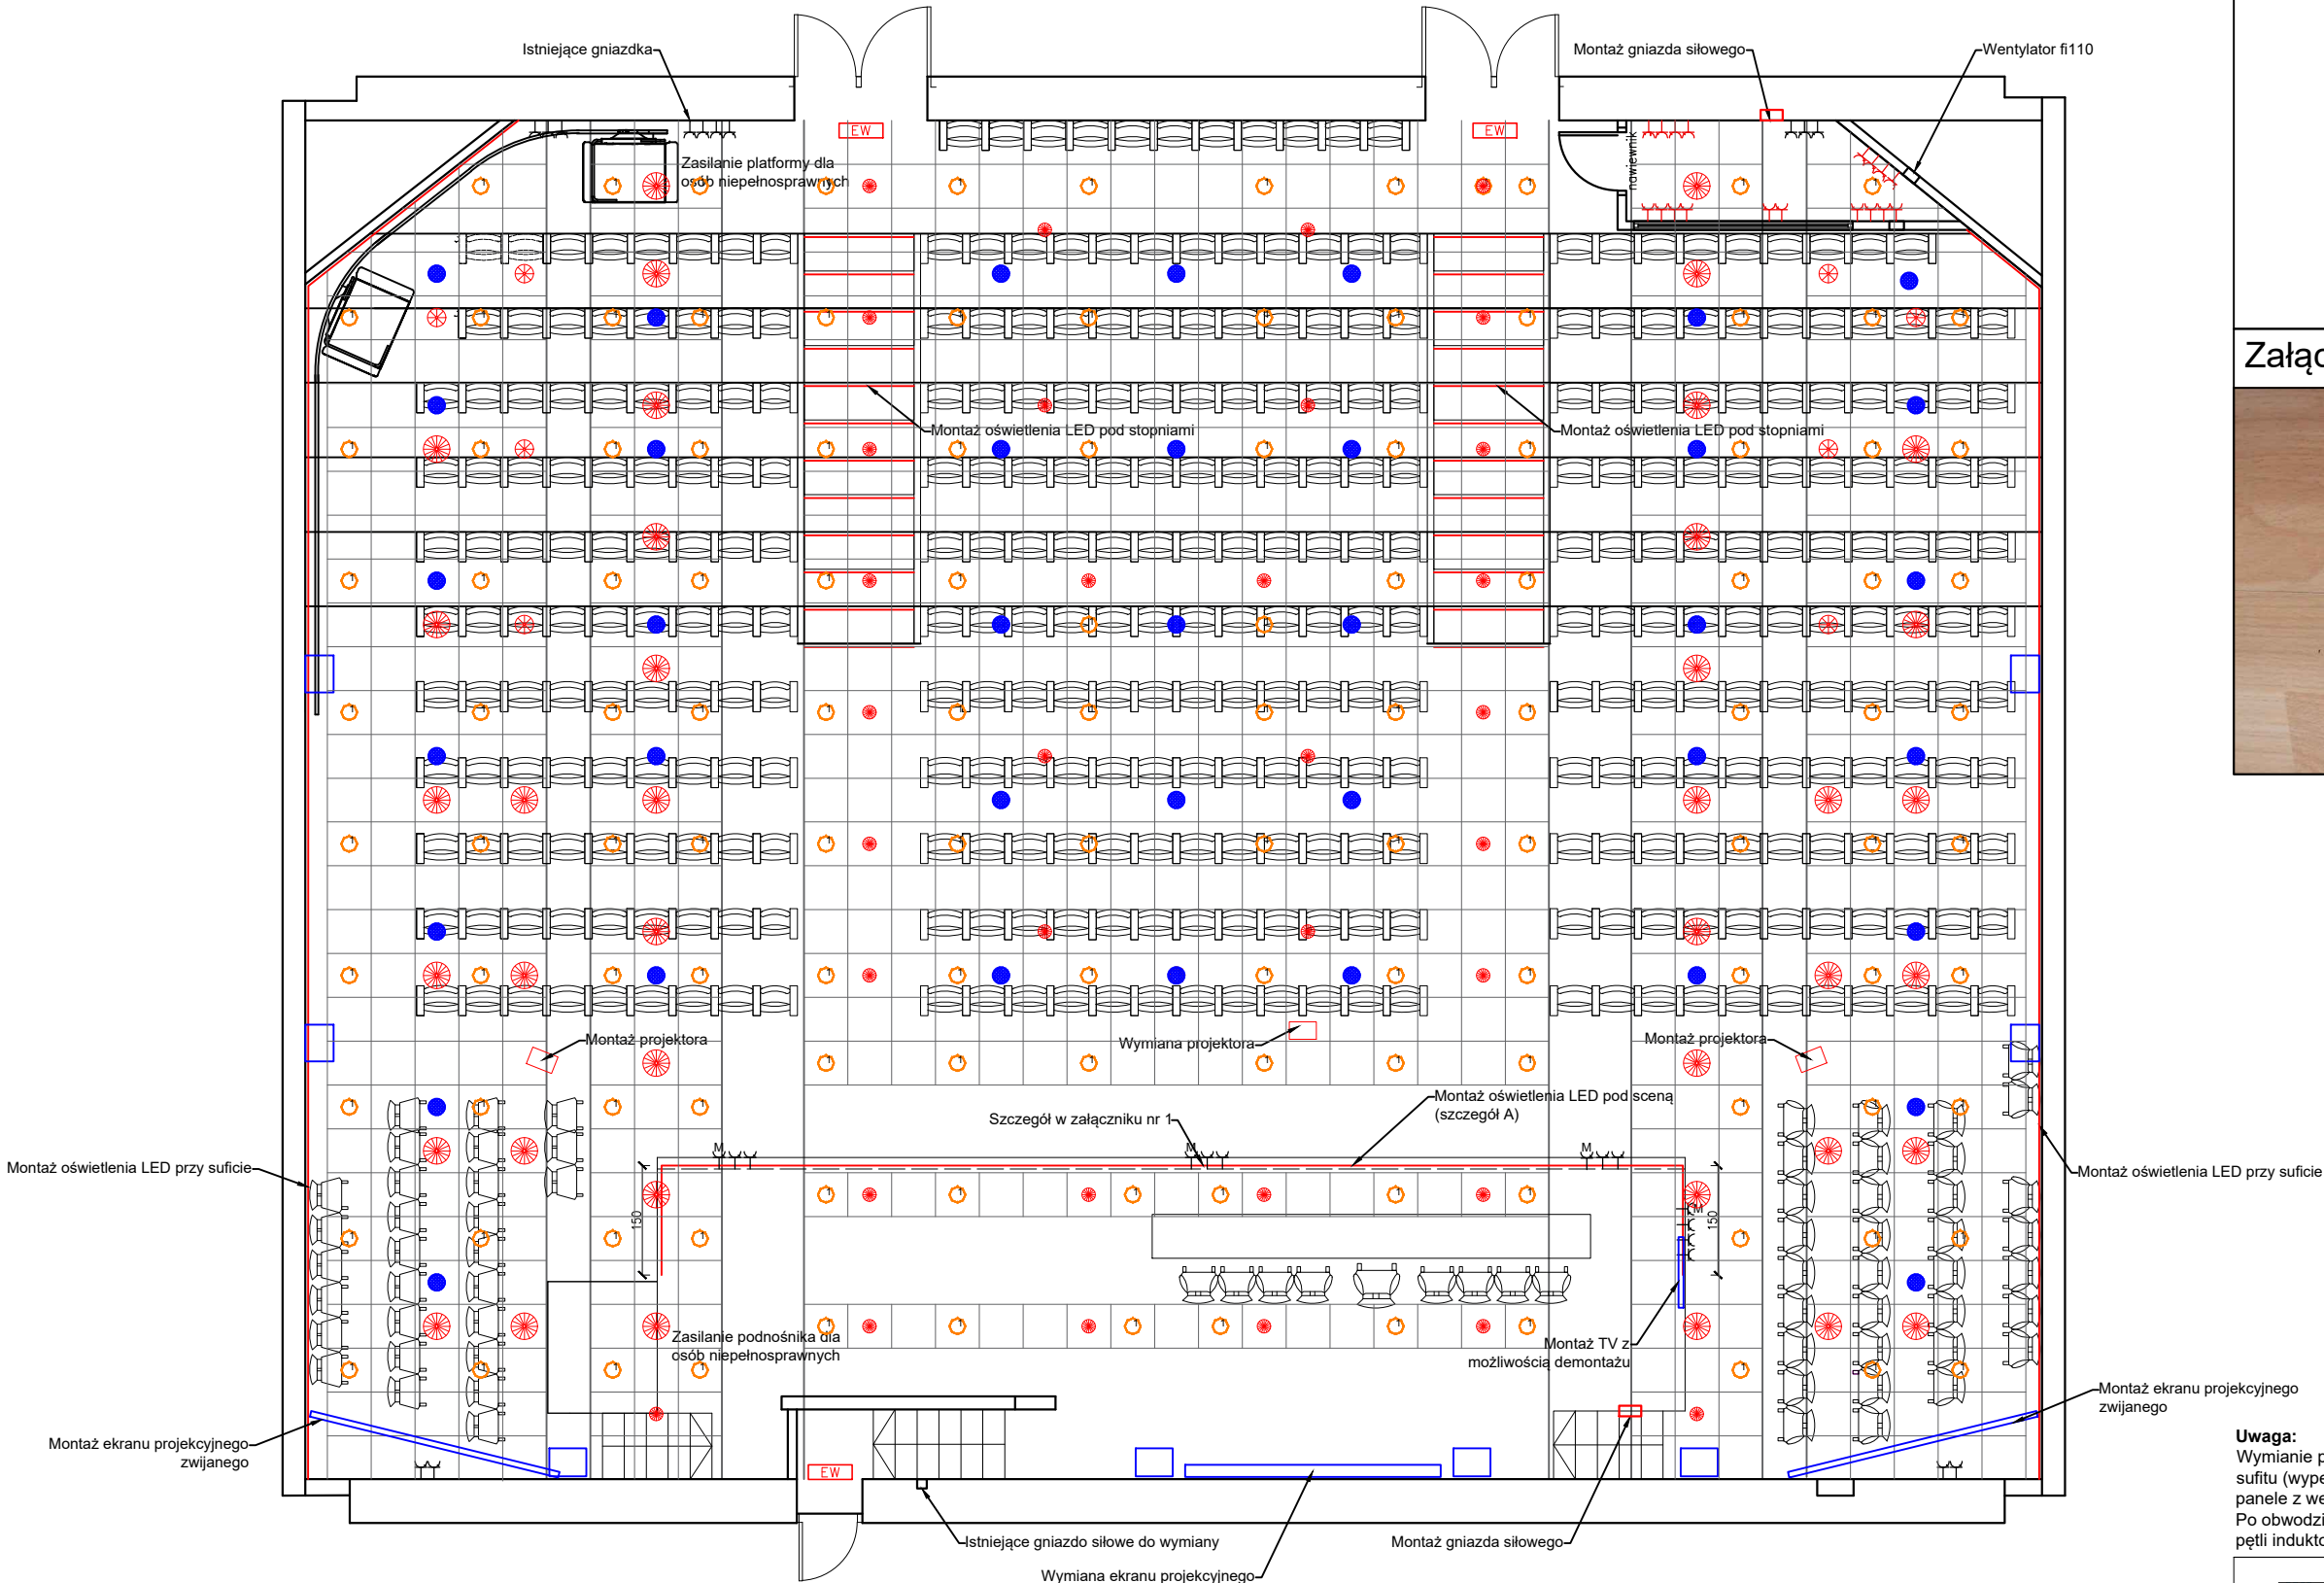 Istniejące gniazdka
Montaż gniazda siłowego
Wentylator fi110
EW
EW
nawiewnik
Zasilanie platformy dla
osób niepełnosprawnych
Montaż oświetlenia LED pod stopniami
Montaż oświetlenia LED pod stopniami
Montaż projektora
Wymiana projektora
Montaż projektora
Montaż oświetlenia LED pod sceną
(szczegół A)
Szczegół w załączniku nr 1
M
M
M
M
Montaż oświetlenia LED przy suficie
Montaż oświetlenia LED przy suficie
150
150
Zasilanie podnośnika dla
osób niepełnosprawnych
Montaż TV z
możliwością demontażu
Montaż ekranu projekcyjnego
zwijanego
Montaż ekranu projekcyjnego
zwijanego
EW
Istniejące gniazdo siłowe do wymiany
Montaż gniazda siłowego
Wymiana ekranu projekcyjnego
Załąc
Uwaga:
Wymianie p
sufitu (wype
panele z we
Po obwodzi
pętli indukto